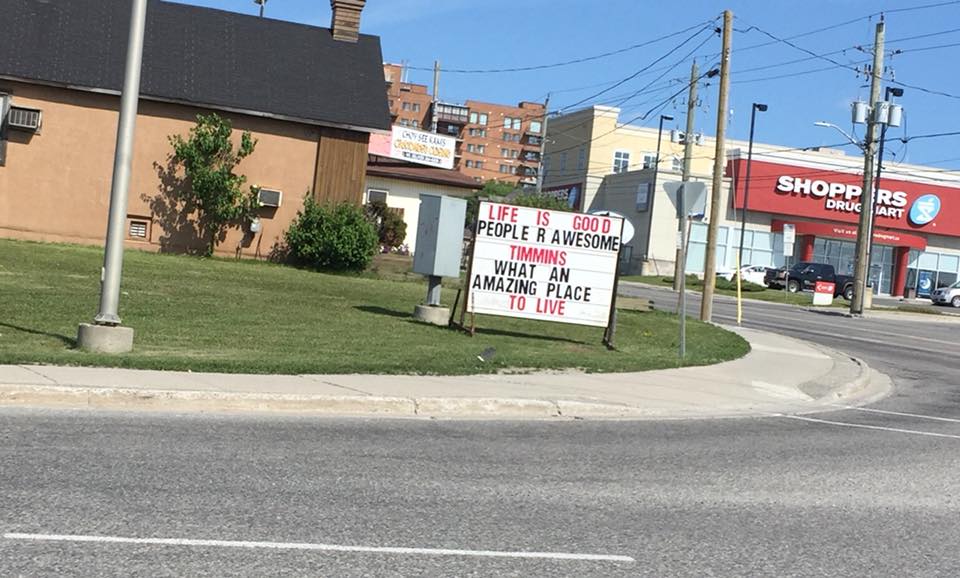 LIFE IS GOOD
PEOPLE R AWESOME
TIMMINS
WHAT AN
AMAZING PLACE
TO LIVE
SHOPPERS
DRUG MART